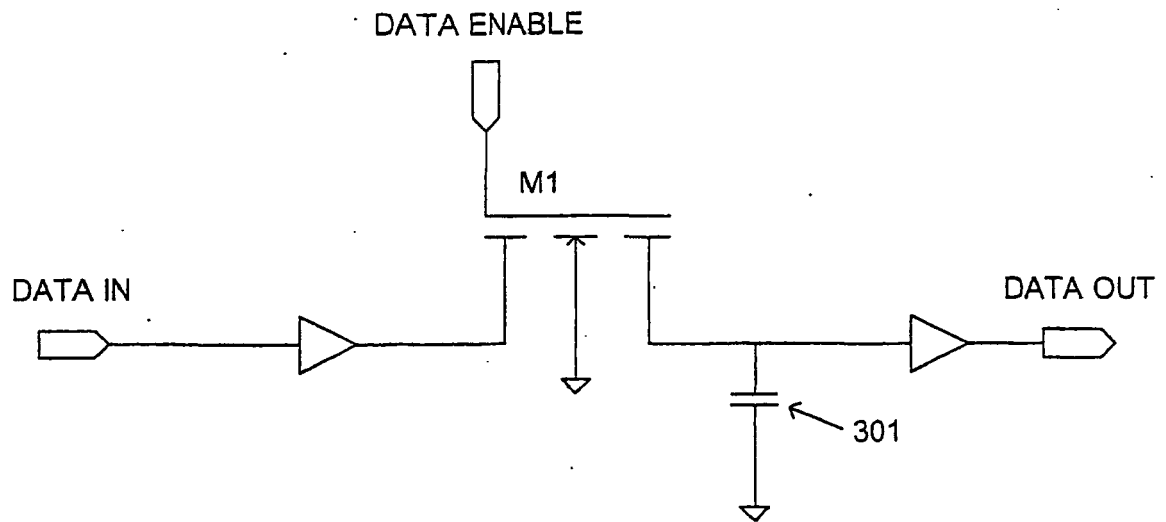 DATA ENABLE
M1
DATA IN
DATA OUT
301